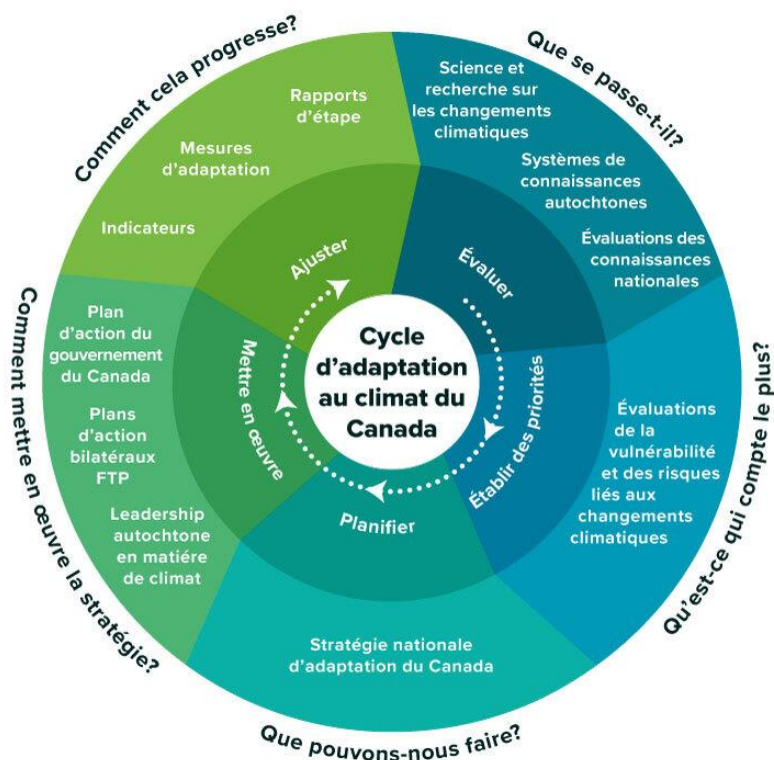 Cycle
d’adaptation
au climat du
Canada
Que se passe-t-il?
Évaluer
Science et
recherche sur
les changements
climatiques
Systèmes de
connaissances
autochtones
Évaluations des
connaissances
nationales
Qu’est-ce qui compte le plus?
Établir des priorités
Évaluations
de la
vulnérabilité
et des risques
liés aux
changements
climatiques
Que pouvons-nous faire?
Planifier
Stratégie nationale
d’adaptation du Canada
Comment mettre en œuvre la stratégie?
Mettre en œuvre
Plan
d’action du
gouvernement
du Canada
Plans
d’action
bilatéraux
FTP
Leadership
autochtone
en matiére
de climat
Comment cela progresse?
Ajuster
Rapports
d’étape
Mesures
d’adaptation
Indicateurs